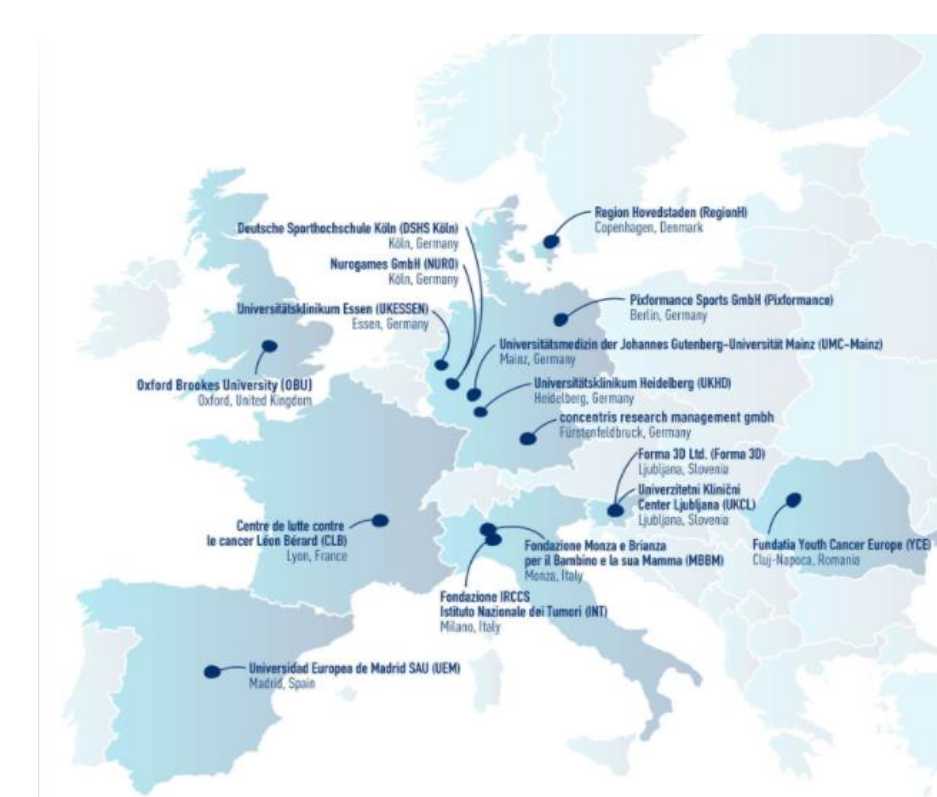 Region Hovedstaden (RegionH)
Copenhagen, Denmark
Deutsche Sporthochschule Köln (DSHS Köln)
Köln, Germany
Nurogames GmbH (NURO)
Köln, Germany
Universitätsklinikum Essen (UKESSEN)
Essen, Germany
Pixformance Sports GmbH (Pixformance)
Berlin, Germany
Universitätsmedizin der Johannes Gutenberg-Universität Mainz (UMC-Mainz)
Mainz, Germany
Oxford Brookes University (OBU)
Oxford, United Kingdom
Universitätsklinikum Heidelberg (UKHD)
Heidelberg, Germany
concentris research management gmbh
Fürstenfeldbruck, Germany
Forma 3D Ltd. (Forma 3D)
Ljubljana, Slovenia
Univerzitetni Klinični
Center Ljubljana (UKCL)
Ljubljana, Slovenia
Centre de lutte contre
le cancer Léon Bérard (CLB)
Lyon, France
Fondazione Monza e Brianza
per il Bambino e la sua Mamma (MBBM)
Monza, Italy
Fundatia Youth Cancer Europe (YCE)
Cluj-Napoca, Romania
Fondazione IRCCS
Istituto Nazionale dei Tumori (INT)
Milano, Italy
Universidad Europea de Madrid SAU (UEM)
Madrid, Spain